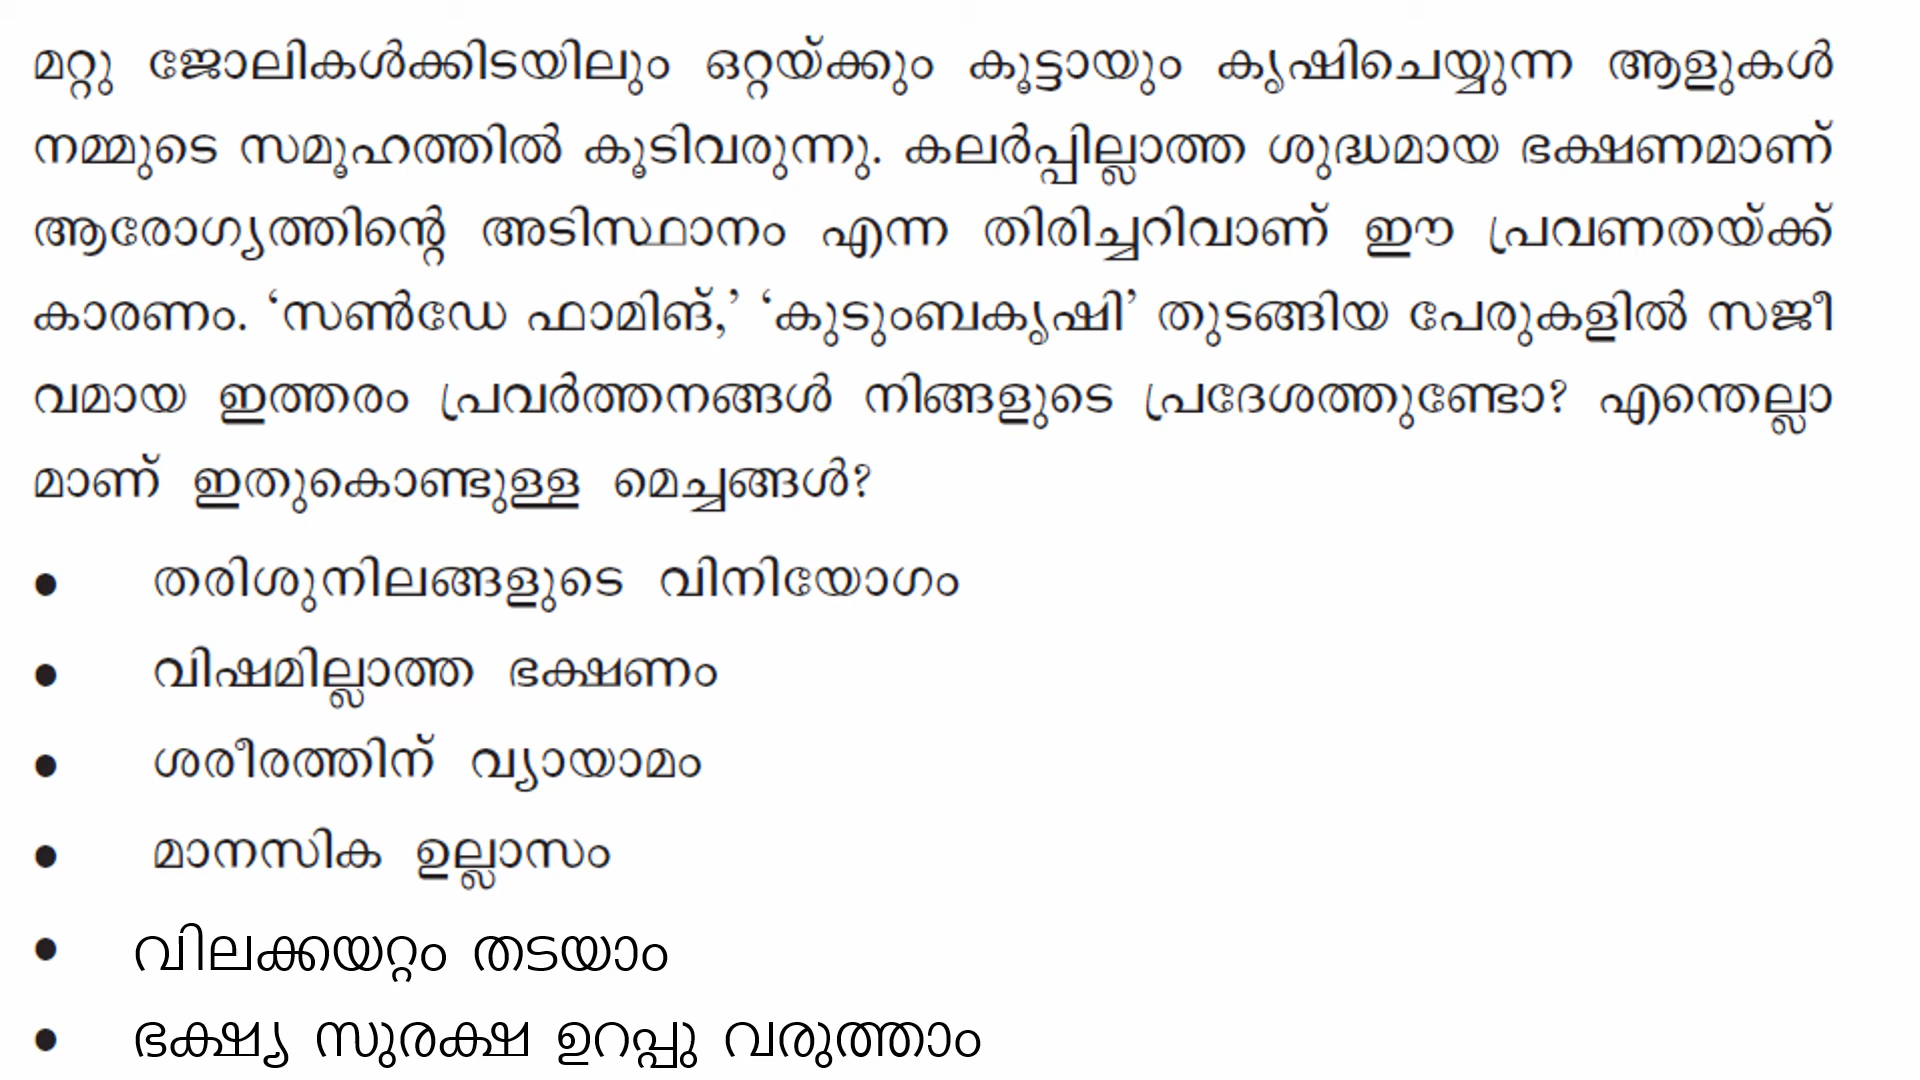 മറ്റു ജോലികൾക്കിടയിലും ഒറ്റയ്ക്കും കൂട്ടായും കൃഷിചെയ്യുന്ന ആളുകൾ
നമ്മുടെ സമൂഹത്തിൽ കൂടിവരുന്നു. കലർപ്പില്ലാത്ത ശുദ്ധമായ ഭക്ഷണമാണ്
ആരോഗ്യത്തിന്റെ അടിസ്ഥാനം എന്ന തിരിച്ചറിവാണ് ഈ പ്രവണതയ്ക്ക്
കാരണം. ‘സൺഡേ ഫാമിങ്,’ ‘കുടുംബകൃഷി’ തുടങ്ങിയ പേരുകളിൽ സജീ
വമായ ഇത്തരം പ്രവർത്തനങ്ങൾ നിങ്ങളുടെ പ്രദേശത്തുണ്ടോ? എന്തെല്ലാ
മാണ് ഇതുകൊണ്ടുള്ള മെച്ചങ്ങൾ?
• തരിശുനിലങ്ങളുടെ വിനിയോഗം
• വിഷമില്ലാത്ത ഭക്ഷണം
• ശരീരത്തിന് വ്യായാമം
• മാനസിക ഉല്ലാസം
• വിലക്കയറ്റം തടയാം
• ഭക്ഷ്യ സുരക്ഷ ഉറപ്പു വരുത്താം